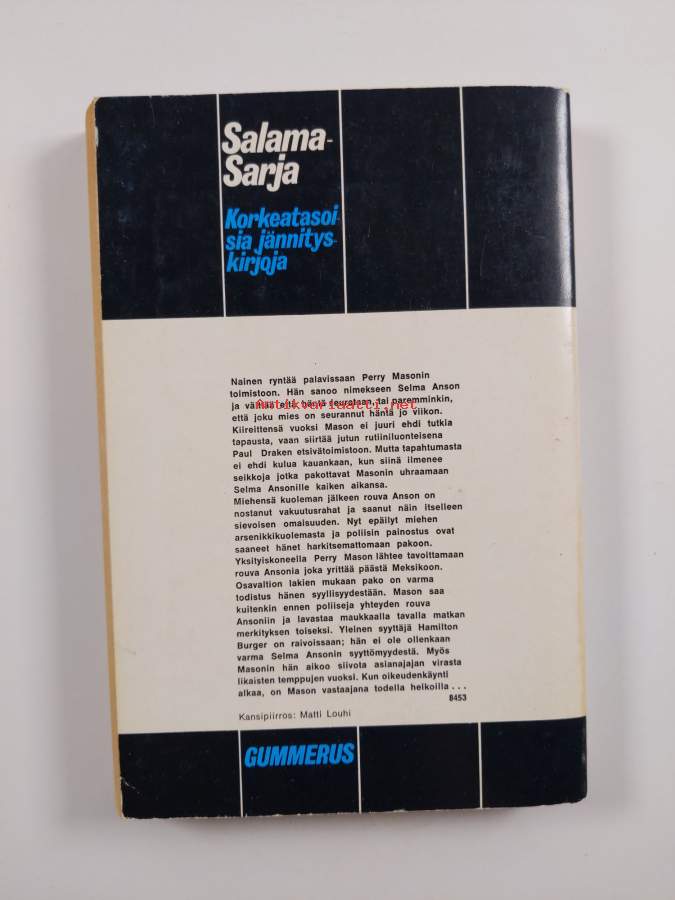 Salama-
Sarja
Korkeatasoi-
sia jännitys-
kirjoja
Nainen ryntää palavissaan Perry Masonin
toimistoon. Hän sanoo nimekseen Selma Anson
ja väittää että häntä seurataan, tai paremminkin,
Antikvariaatti.net
että joku mies on seurannut häntä jo viikon.
Kiireittensä vuoksi Mason ei juuri ehdi tutkia
tapausta, vaan siirtää jutun rutiiniluonteisena
Paul Draken etsivätoimistoon. Mutta tapahtumasta
ei ehdi kulua kauankaan, kun siinä ilmenee
seikkoja jotka pakottavat Masonin uhraamaan
Selma Ansonille kaiken aikansa.
Miehensä kuoleman jälkeen rouva Anson on
nostanut vakuutusrahat ja saanut näin itselleen
sievoisen omaisuuden. Nyt epäilyt miehen
arsenikkikuolemasta ja poliisin painostus ovat
saaneet hänet harkitsemattomaan pakoon.
Yksityiskoneella Perry Mason lähtee tavoittamaan
rouva Ansonia joka yrittää päästä Meksikoon.
Osavaltion lakien mukaan pako on varma
todistus hänen syyllisyydestään. Mason saa
kuitenkin ennen poliiseja yhteyden rouva
Ansoniin ja lavastaa maukkaalla tavalla matkan
merkityksen toiseksi. Yleinen syyttäjä Hamilton
Burger on raivoissaan; hän ei ole ollenkaan
varma Selma Ansonin syyttömyydestä. Myös
Masonin hän aikoo siivota asianajajan virasta
likaisten temppujen vuoksi. Kun oikeudenkäynti
alkaa, on Mason vastaajana todella heikoilla ...
8453
Kansipiirros: Matti Louhi
GUMMERUS